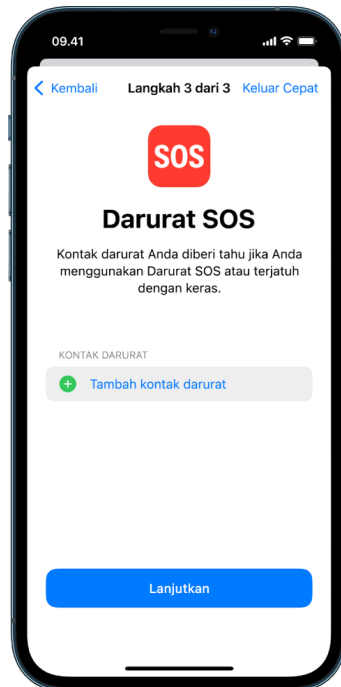 09.41
Kembali Langkah 3 dari 3 Keluar Cepat
SOS
Darurat SOS
Kontak darurat Anda diberi tahu jika Anda
menggunakan Darurat SOS atau terjatuh
dengan keras.
KONTAK DARURAT
Tambah kontak darurat
Lanjutkan